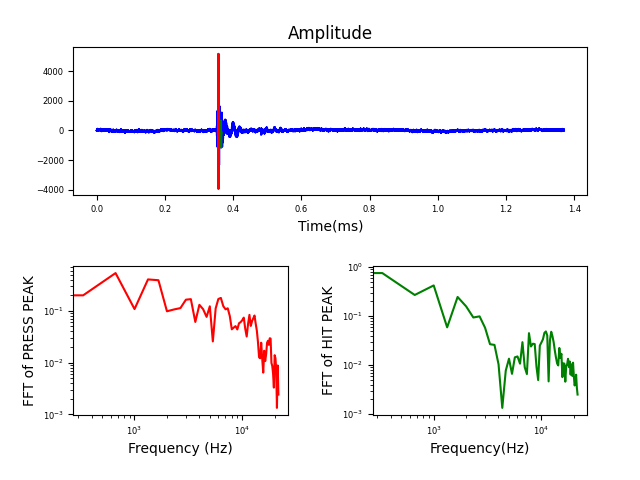 Amplitude
4000
2000
0
−2000
−4000
0.0 0.2 0.4 0.6 0.8 1.0 1.2 1.4
Time(ms)
FFT of PRESS PEAK
10⁻¹
10⁻²
10⁻³
10³ 10⁴
Frequency (Hz)
FFT of HIT PEAK
10⁰
10⁻¹
10⁻²
10⁻³
10³ 10⁴
Frequency(Hz)